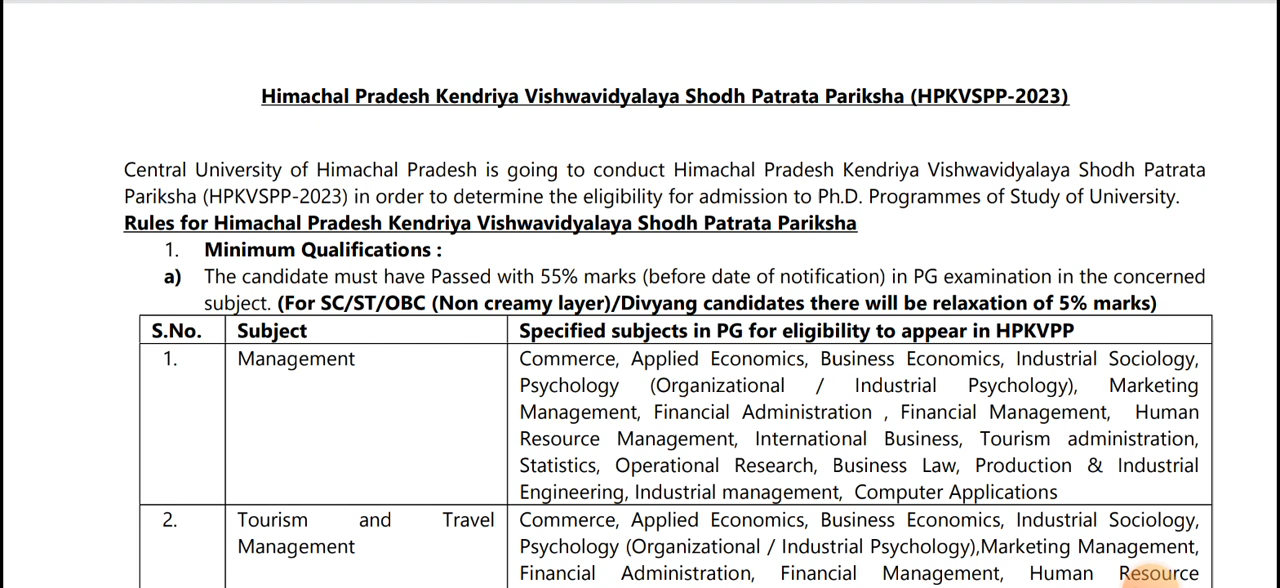 Himachal Pradesh Kendriya Vishwavidyalaya Shodh Patrata Pariksha (HPKVSPP-2023)
Central University of Himachal Pradesh is going to conduct Himachal Pradesh Kendriya Vishwavidyalaya Shodh Patrata
Pariksha (HPKVSPP-2023) in order to determine the eligibility for admission to Ph.D. Programmes of Study of University.
Rules for Himachal Pradesh Kendriya Vishwavidyalaya Shodh Patrata Pariksha
1. Minimum Qualifications :
a) The candidate must have Passed with 55% marks (before date of notification) in PG examination in the concerned
subject. (For SC/ST/OBC (Non creamy layer)/Divyang candidates there will be relaxation of 5% marks)
S.No. Subject Specified subjects in PG for eligibility to appear in HPKVPP
1. Management Commerce, Applied Economics, Business Economics, Industrial Sociology,
Psychology (Organizational / Industrial Psychology), Marketing
Management, Financial Administration , Financial Management, Human
Resource Management, International Business, Tourism administration,
Statistics, Operational Research, Business Law, Production & Industrial
Engineering, Industrial management, Computer Applications
2. Tourism and Travel Commerce, Applied Economics, Business Economics, Industrial Sociology,
Management Psychology (Organizational / Industrial Psychology),Marketing Management,
Financial Administration, Financial Management, Human Resource